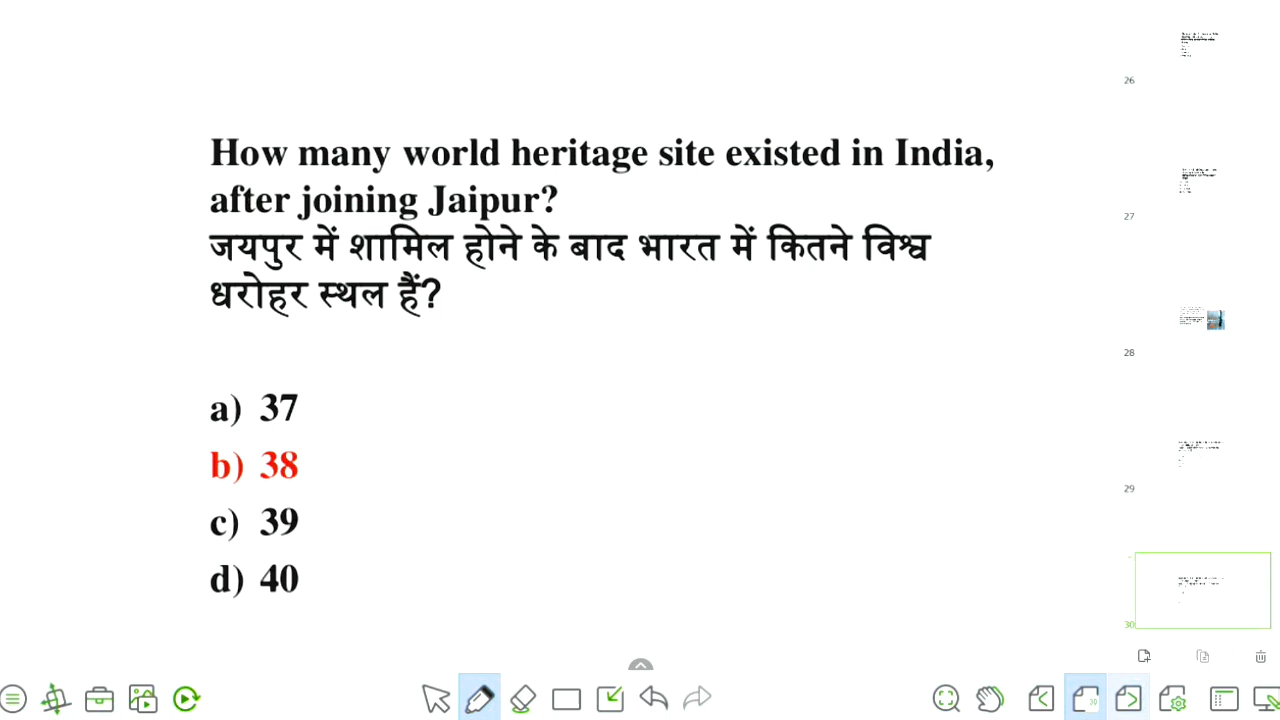 How many world heritage site existed in India,
after joining Jaipur?
जयपुर में शामिल होने के बाद भारत में कितने विश्व
धरोहर स्थल हैं?
a) 37
b) 38
c) 39
d) 40
26
27
28
29
30
30